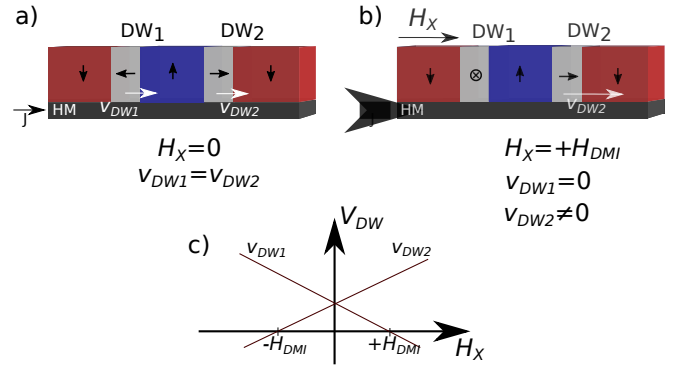 a)
DW1 DW2
HM
J
vDW1 vDW2
HX=0
vDW1=vDW2
b)
HX DW1 DW2
HM
J
vDW2
HX=+HDMI
vDW1=0
vDW2≠0
c)
VDW
vDW1 vDW2
-HDMI +HDMI HX